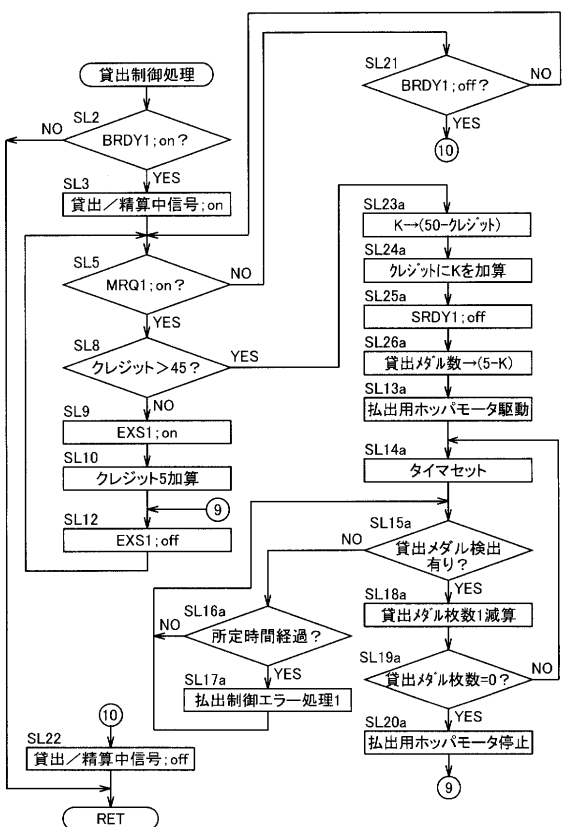 貸出制御処理
SL2
BRDY1;on?
NO
YES
SL3
貸出/精算中信号;on
SL5
MRQ1;on?
NO
YES
SL8
クレジット>45?
YES
NO
SL9
EXS1;on
SL10
クレジット5加算
⑨
SL12
EXS1;off
SL21
BRDY1;off?
NO
YES
⑩
SL23a
K→(50-クレジット)
SL24a
クレジットにKを加算
SL25a
SRDY1;off
SL26a
貸出メダル数→(5-K)
SL13a
払出用ホッパモータ駆動
SL14a
タイマセット
SL15a
貸出メダル検出
有り?
NO
YES
SL16a
所定時間経過?
NO
YES
SL17a
払出制御エラー処理1
SL18a
貸出メダル枚数1減算
SL19a
貸出メダル枚数=0?
NO
YES
SL20a
払出用ホッパモータ停止
⑨
⑩
SL22
貸出/精算中信号;off
RET